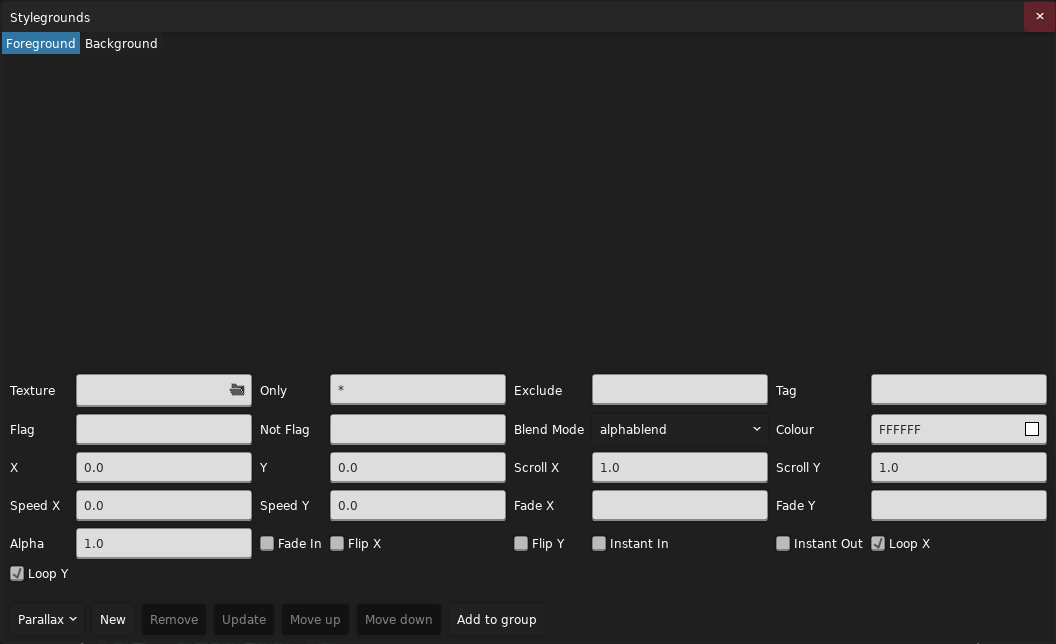 Stylegrounds
Foreground Background
Texture Only * Exclude Tag
Flag Not Flag Blend Mode alphablend Colour FFFFFF
X 0.0 Y 0.0 Scroll X 1.0 Scroll Y 1.0
Speed X 0.0 Speed Y 0.0 Fade X Fade Y
Alpha 1.0 Fade In Flip X Flip Y Instant In Instant Out Loop X
Loop Y
Parallax New Remove Update Move up Move down Add to group